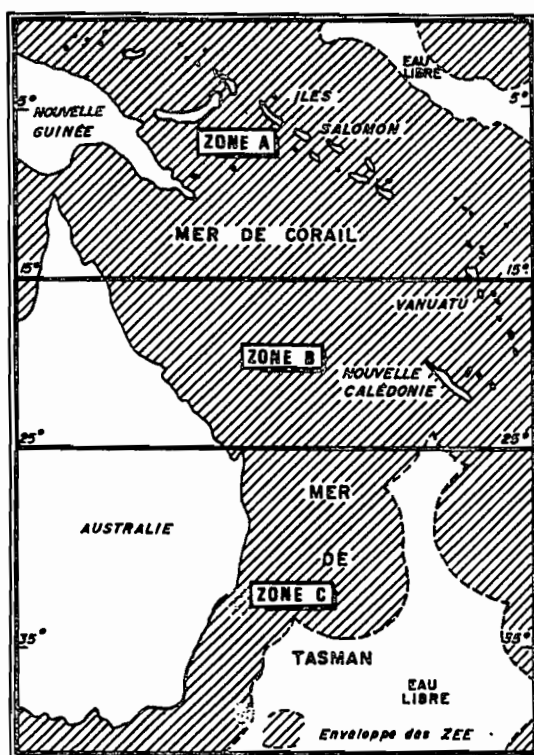 EAU
LIBRE
5°
5°
NOUVELLE
GUINÉE
ILES
SALOMON
ZONE A
MER DE CORAIL
15°
15°
VANUATU
ZONE B
NOUVELLE
CALÉDONIE
25°
25°
MER
AUSTRALIE
DE
ZONE C
35°
35°
TASMAN
EAU
LIBRE
Enveloppe des ZEE